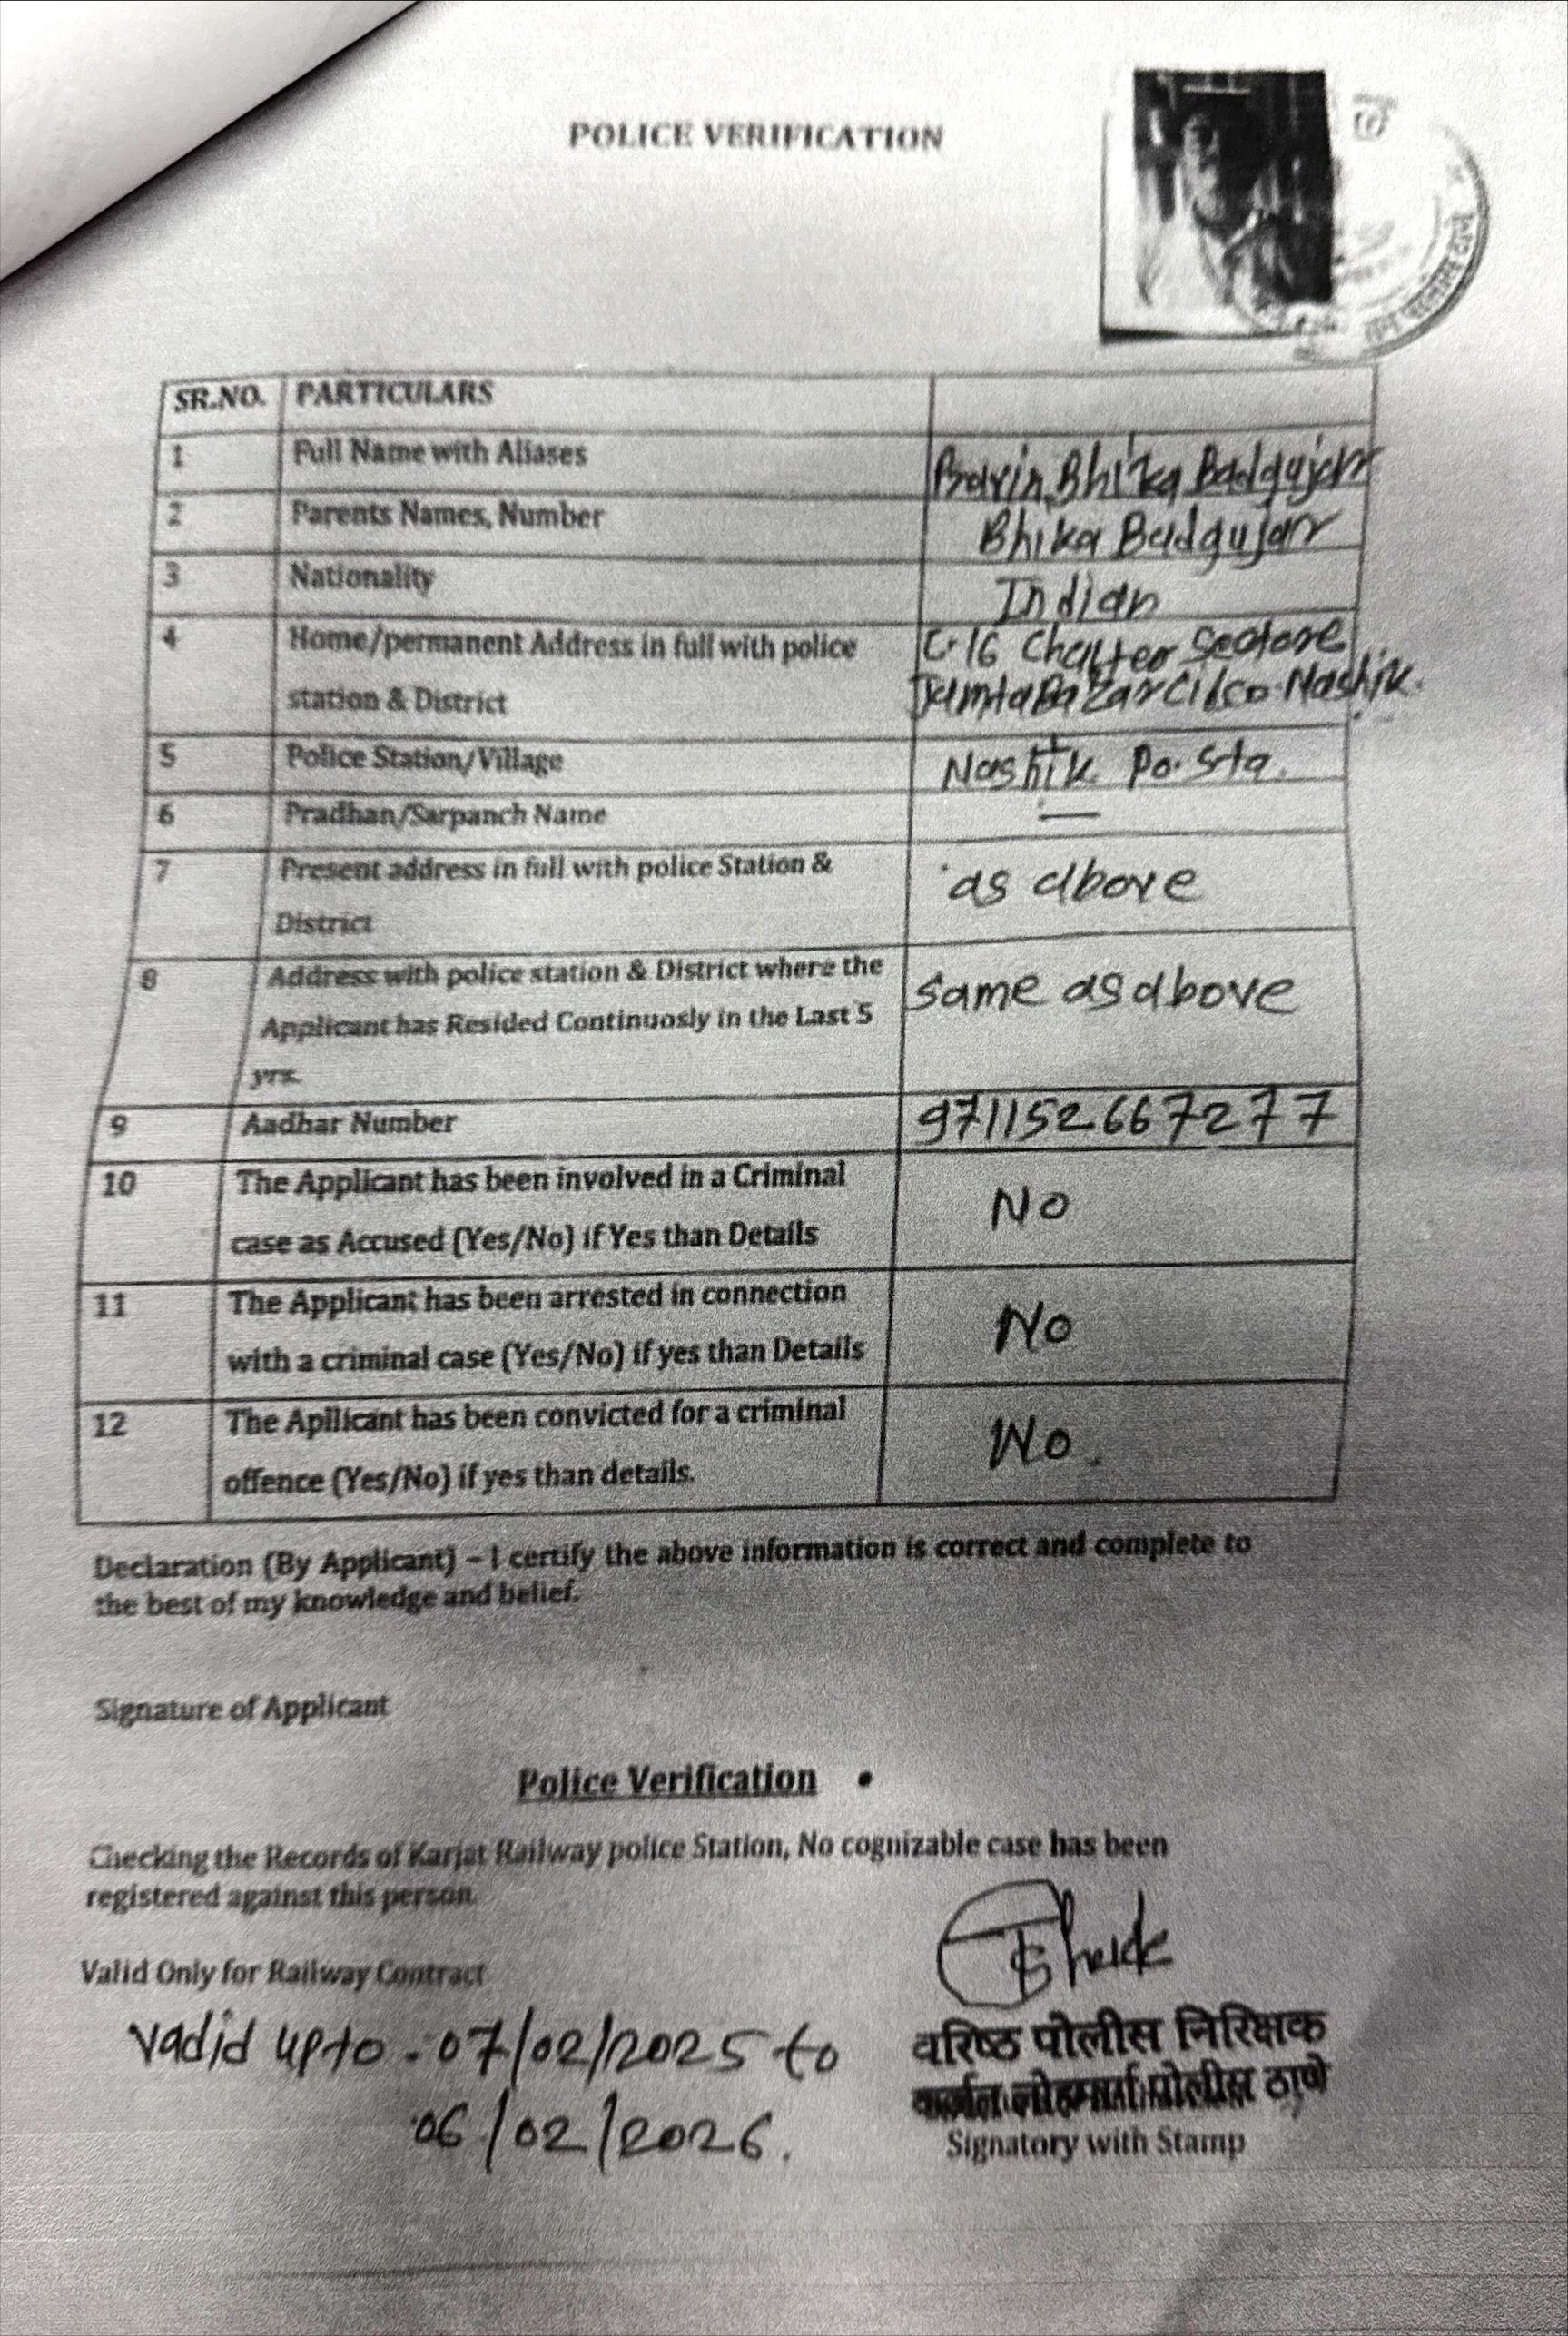 POLICE VERIFICATION
SR.NO. PARTICULARS
1 Full Name with Aliases Pravin Bhika Badgujar
2 Parents Names, Number Bhika Badgujar
3 Nationality Indian
4 Home/permanent Address in full with police C-16 Sectore
station & District Bazar Cidco Nashik.
5 Police Station/Village Nashik Po. Sta.
6 Pradhan/Sarpanch Name —
7 Present address in full with police Station & as above
District
8 Address with police station & District where the same as above
Applicant has Resided Continuosly in the Last 5
yrs.
9 Aadhar Number 971152667277
10 The Applicant has been involved in a Criminal No
case as Accused (Yes/No) if Yes than Details
11 The Applicant has been arrested in connection No
with a criminal case (Yes/No) if yes than Details
12 The Apllicant has been convicted for a criminal No.
offence (Yes/No) if yes than details.
Declaration (By Applicant) – I certify the above information is correct and complete to
the best of my knowledge and belief.
Signature of Applicant
Police Verification
Checking the Records of Karjat Railway police Station, No cognizable case has been
registered against this person.
Valid Only for Railway Contract
Vadid upto - 07/02/2025 to
06/02/2026.
वरिष्ठ पोलीस निरिक्षक
कर्जत लोहमार्ग पोलीस ठाणे
Signatory with Stamp